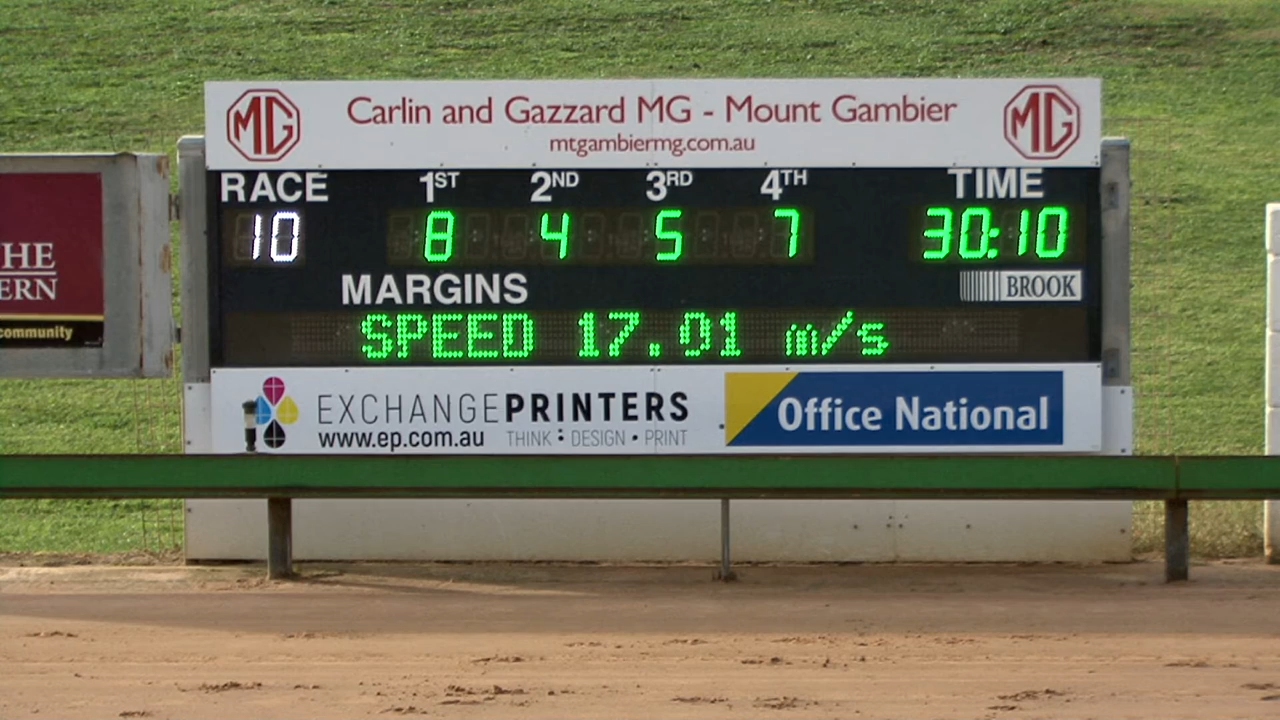 MG Carlin and Gazzard MG - Mount Gambier MG
mtgambiermg.com.au
RACE 1ST 2ND 3RD 4TH TIME
10 8 4 5 7 30:10
MARGINS BROOK
SPEED 17.01 m/s
EXCHANGEPRINTERS
www.ep.com.au THINK : DESIGN • PRINT
Office National
HE
ERN
community